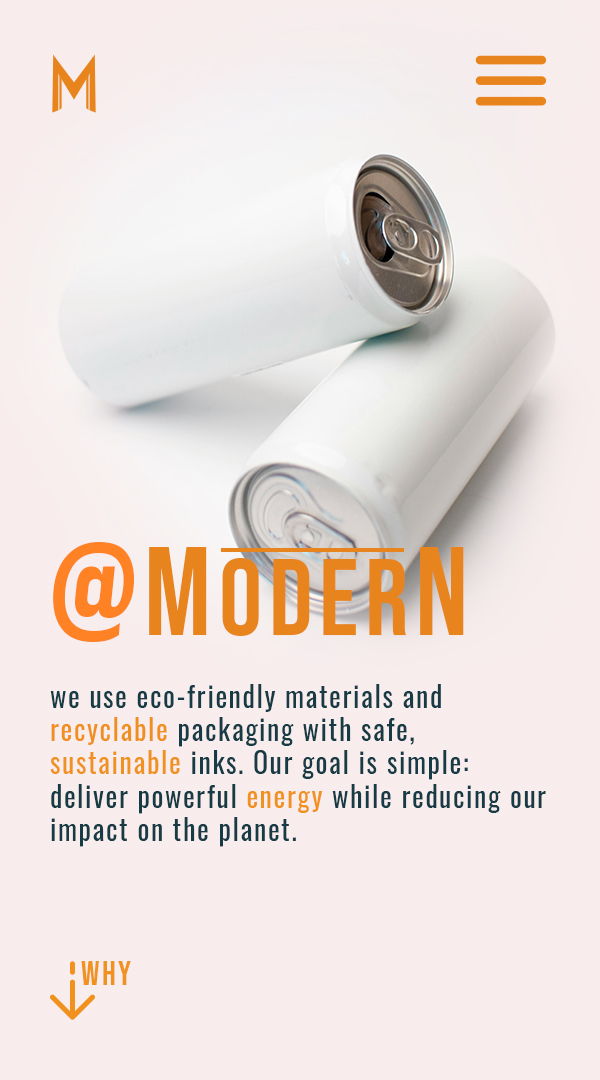 M
@MODERN
we use eco-friendly materials and
recyclable packaging with safe,
sustainable inks. Our goal is simple:
deliver powerful energy while reducing our
impact on the planet.
WHY